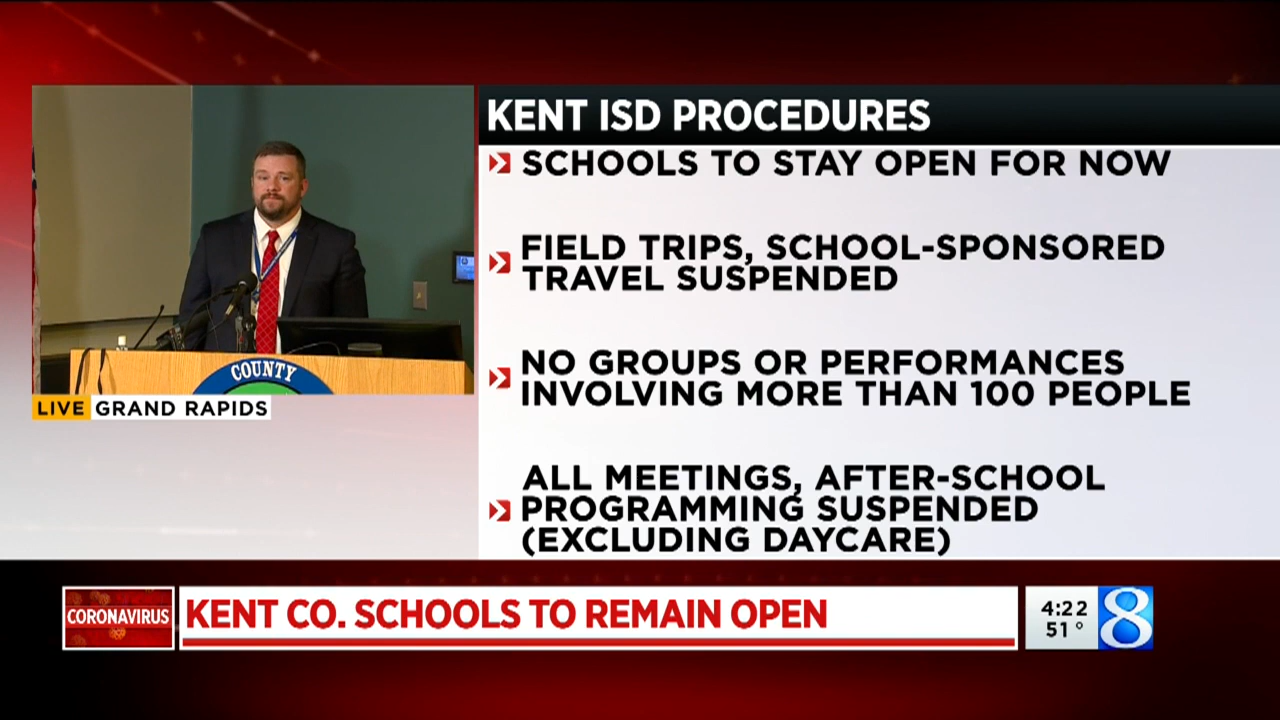 KENT ISD PROCEDURES
SCHOOLS TO STAY OPEN FOR NOW
FIELD TRIPS, SCHOOL-SPONSORED
TRAVEL SUSPENDED
NO GROUPS OR PERFORMANCES
INVOLVING MORE THAN 100 PEOPLE
ALL MEETINGS, AFTER-SCHOOL
PROGRAMMING SUSPENDED
(EXCLUDING DAYCARE)
COUNTY
LIVE GRAND RAPIDS
CORONAVIRUS
KENT CO. SCHOOLS TO REMAIN OPEN
4:22
51°
8